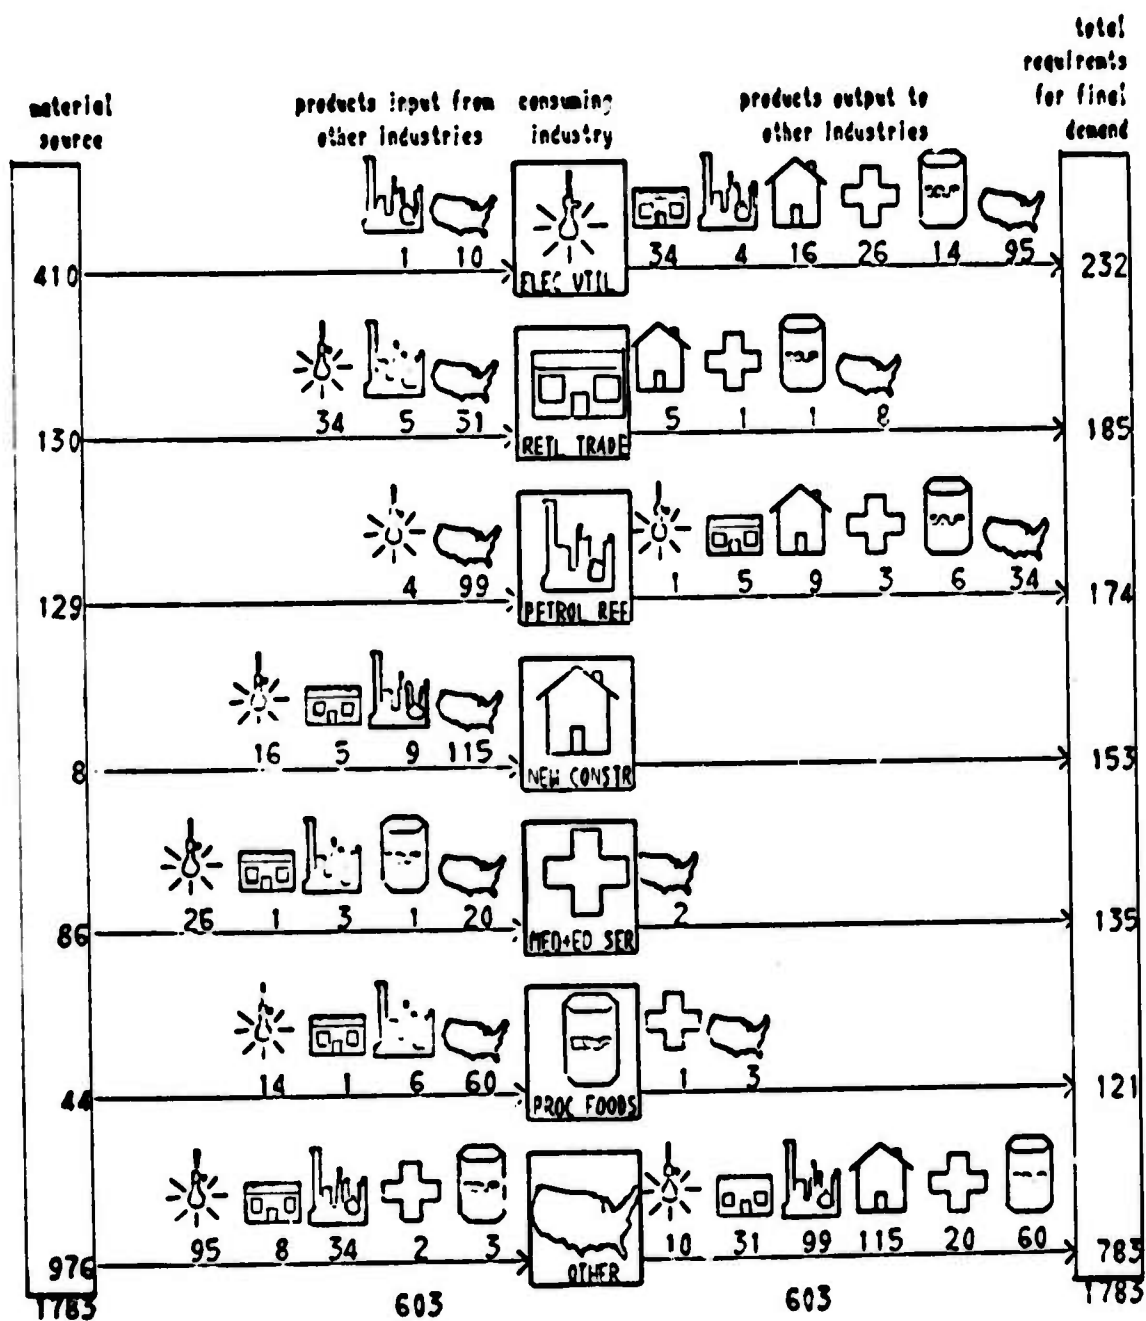 total
requirents
for final
demand
material
source
products input from
other industries
consuming
industry
products output to
other industries
410
1 10
ELEC UTIL
34 4 16 26 14 95
232
130
34 5 31
RETL TRADE
5 1 1 8
185
129
4 99
PETROL REF
1 5 9 3 6 34
174
8
16 5 9 115
NEW CONSTR
153
86
26 1 3 1 20
MED+ED SER
2
135
44
14 1 6 60
PROC FOODS
1 3
121
976
95 8 34 2 3
OTHER
10 31 99 115 20 60
783
1783
603
603
1783